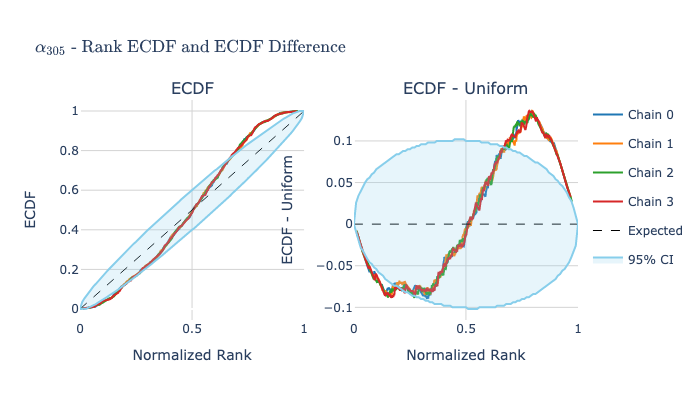 α305 - Rank ECDF and ECDF Difference
ECDF
ECDF - Uniform
ECDF
1
0.8
0.6
0.4
0.2
0
0
0.5
1
Normalized Rank
ECDF - Uniform
0.1
0.05
0
−0.05
−0.1
0
0.5
1
Normalized Rank
Chain 0
Chain 1
Chain 2
Chain 3
Expected
95% CI